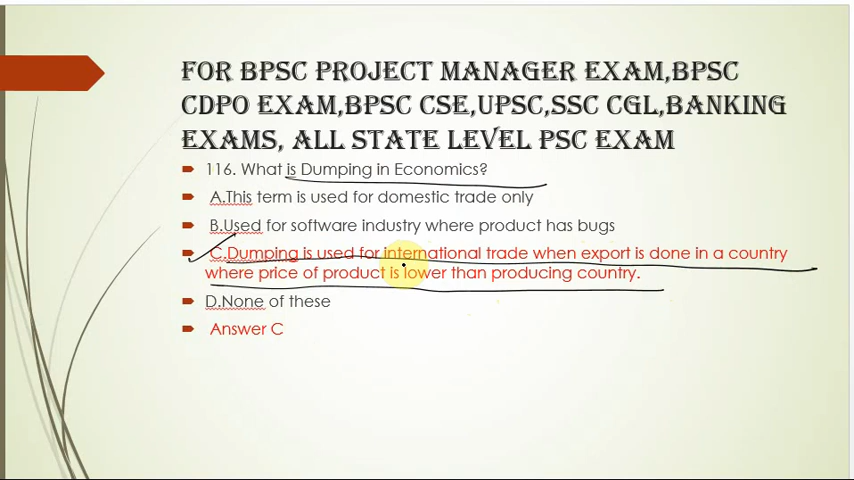 FOR BPSC PROJECT MANAGER EXAM,BPSC
CDPO EXAM,BPSC CSE,UPSC,SSC CGL,BANKING
EXAMS, ALL STATE LEVEL PSC EXAM
116. What is Dumping in Economics?
A.This term is used for domestic trade only
B.Used for software industry where product has bugs
C.Dumping is used for international trade when export is done in a country
where price of product is lower than producing country.
D.None of these
Answer C